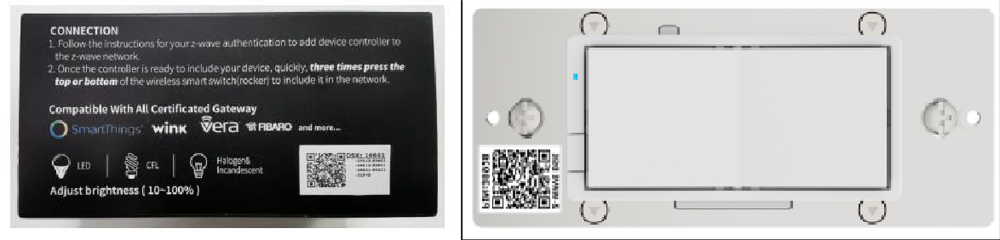 CONNECTION
1. Follow the instructions for your z-wave authentication to add device controller to
the z-wave network.
2. Once the controller is ready to include your device, quickly, three times press the
top or bottom of the wireless smart switch(rocker) to include it in the network.
Compatible With All Certificated Gateway
SmartThings wink vera FIBARO and more...
LED CFL Halogen&
Incandescent
DSK: 16641
Adjust brightness ( 10~100% )